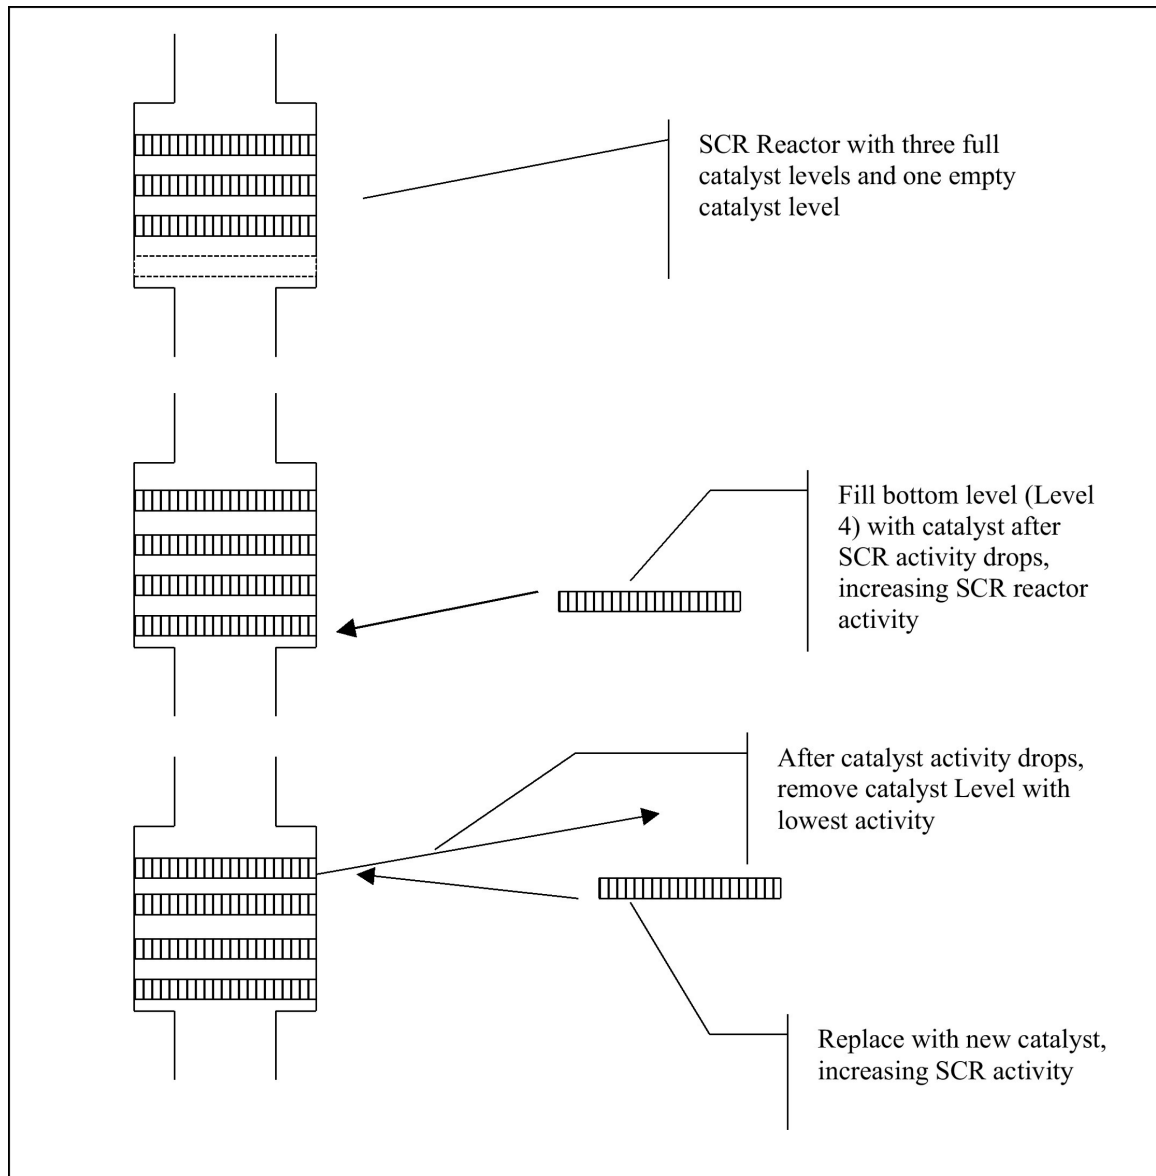 SCR Reactor with three full
catalyst levels and one empty
catalyst level
Fill bottom level (Level
4) with catalyst after
SCR activity drops,
increasing SCR reactor
activity
After catalyst activity drops,
remove catalyst Level with
lowest activity
Replace with new catalyst,
increasing SCR activity